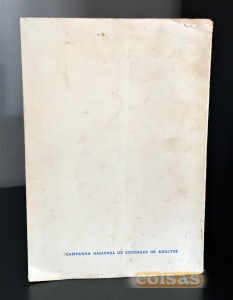 CAMPANHA NACIONAL DE EDUCAÇÃO DE ADULTOS
coisas